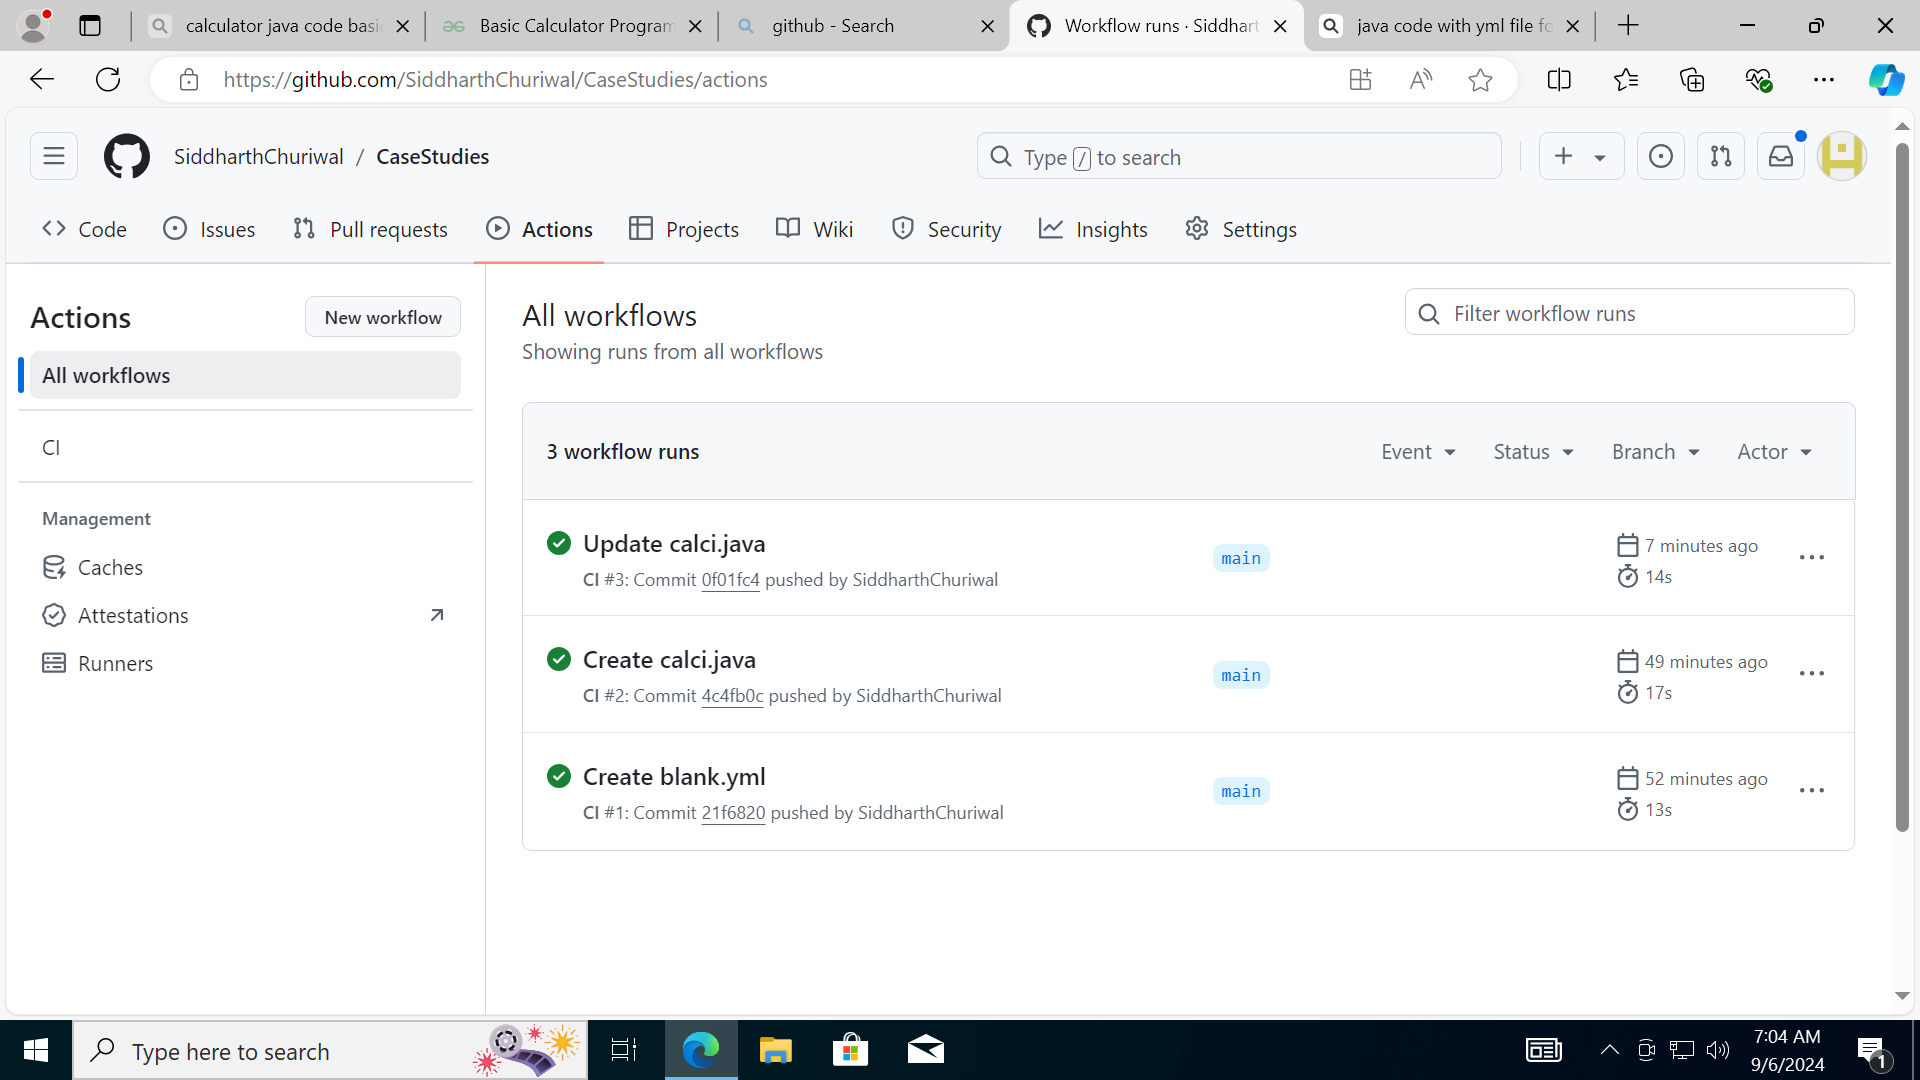 calculator java code basi
Basic Calculator Program
github - Search
Workflow runs · Siddhart
java code with yml file fo
https://github.com/SiddharthChuriwal/CaseStudies/actions
SiddharthChuriwal / CaseStudies
Type / to search
Code
Issues
Pull requests
Actions
Projects
Wiki
Security
Insights
Settings
Actions
New workflow
All workflows
CI
Management
Caches
Attestations
Runners
All workflows
Showing runs from all workflows
Filter workflow runs
3 workflow runs
Event
Status
Branch
Actor
Update calci.java
CI #3: Commit 0f01fc4 pushed by SiddharthChuriwal
main
7 minutes ago
14s
Create calci.java
CI #2: Commit 4c4fb0c pushed by SiddharthChuriwal
main
49 minutes ago
17s
Create blank.yml
CI #1: Commit 21f6820 pushed by SiddharthChuriwal
main
52 minutes ago
13s
Type here to search
7:04 AM
9/6/2024
1